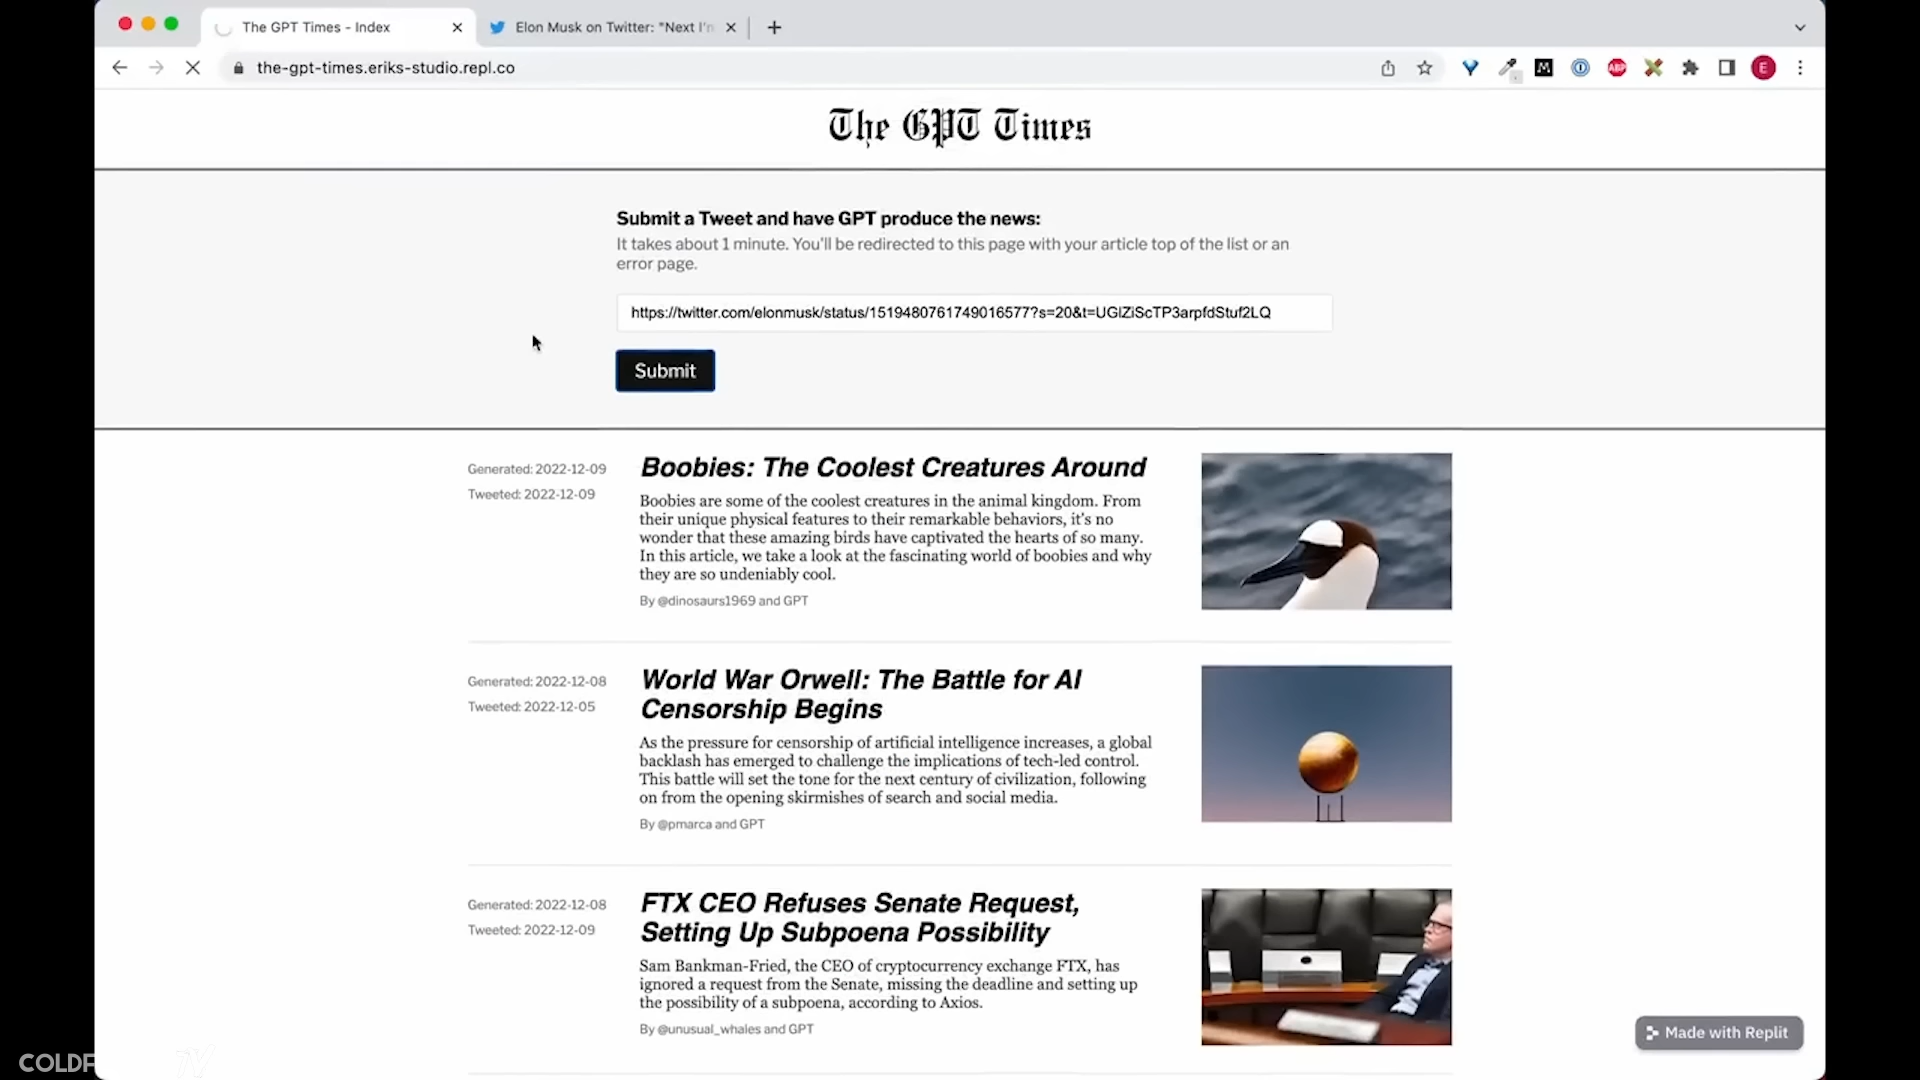 The GPT Times - Index
Elon Musk on Twitter: "Next I'm
the-gpt-times.eriks-studio.repl.co
ABP
E
The GPT Times
Submit a Tweet and have GPT produce the news:
It takes about 1 minute. You'll be redirected to this page with your article top of the list or an
error page.
https://twitter.com/elonmusk/status/1519480761749016577?s=20&t=UGlZiScTP3arpfdStuf2LQ
Submit
Generated: 2022-12-09
Tweeted: 2022-12-09
Boobies: The Coolest Creatures Around
Boobies are some of the coolest creatures in the animal kingdom. From
their unique physical features to their remarkable behaviors, it's no
wonder that these amazing birds have captivated the hearts of so many.
In this article, we take a look at the fascinating world of boobies and why
they are so undeniably cool.
By @dinosaurs1969 and GPT
Generated: 2022-12-08
Tweeted: 2022-12-05
World War Orwell: The Battle for AI
Censorship Begins
As the pressure for censorship of artificial intelligence increases, a global
backlash has emerged to challenge the implications of tech-led control.
This battle will set the tone for the next century of civilization, following
on from the opening skirmishes of search and social media.
By @pmarca and GPT
Generated: 2022-12-08
Tweeted: 2022-12-09
FTX CEO Refuses Senate Request,
Setting Up Subpoena Possibility
Sam Bankman-Fried, the CEO of cryptocurrency exchange FTX, has
ignored a request from the Senate, missing the deadline and setting up
the possibility of a subpoena, according to Axios.
By @unusual_whales and GPT
Made with Replit
COLDF
TV